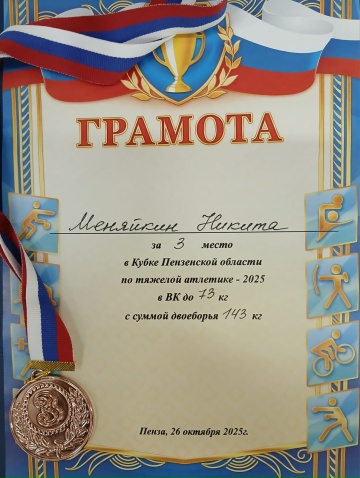 ГРАМОТА
Меняйкин Никита
за 3 место
в Кубке Пензенской области
по тяжелой атлетике - 2025
в ВК до 73 кг
с суммой двоеборья 143 кг
3
Пенза, 26 октября 2025г.